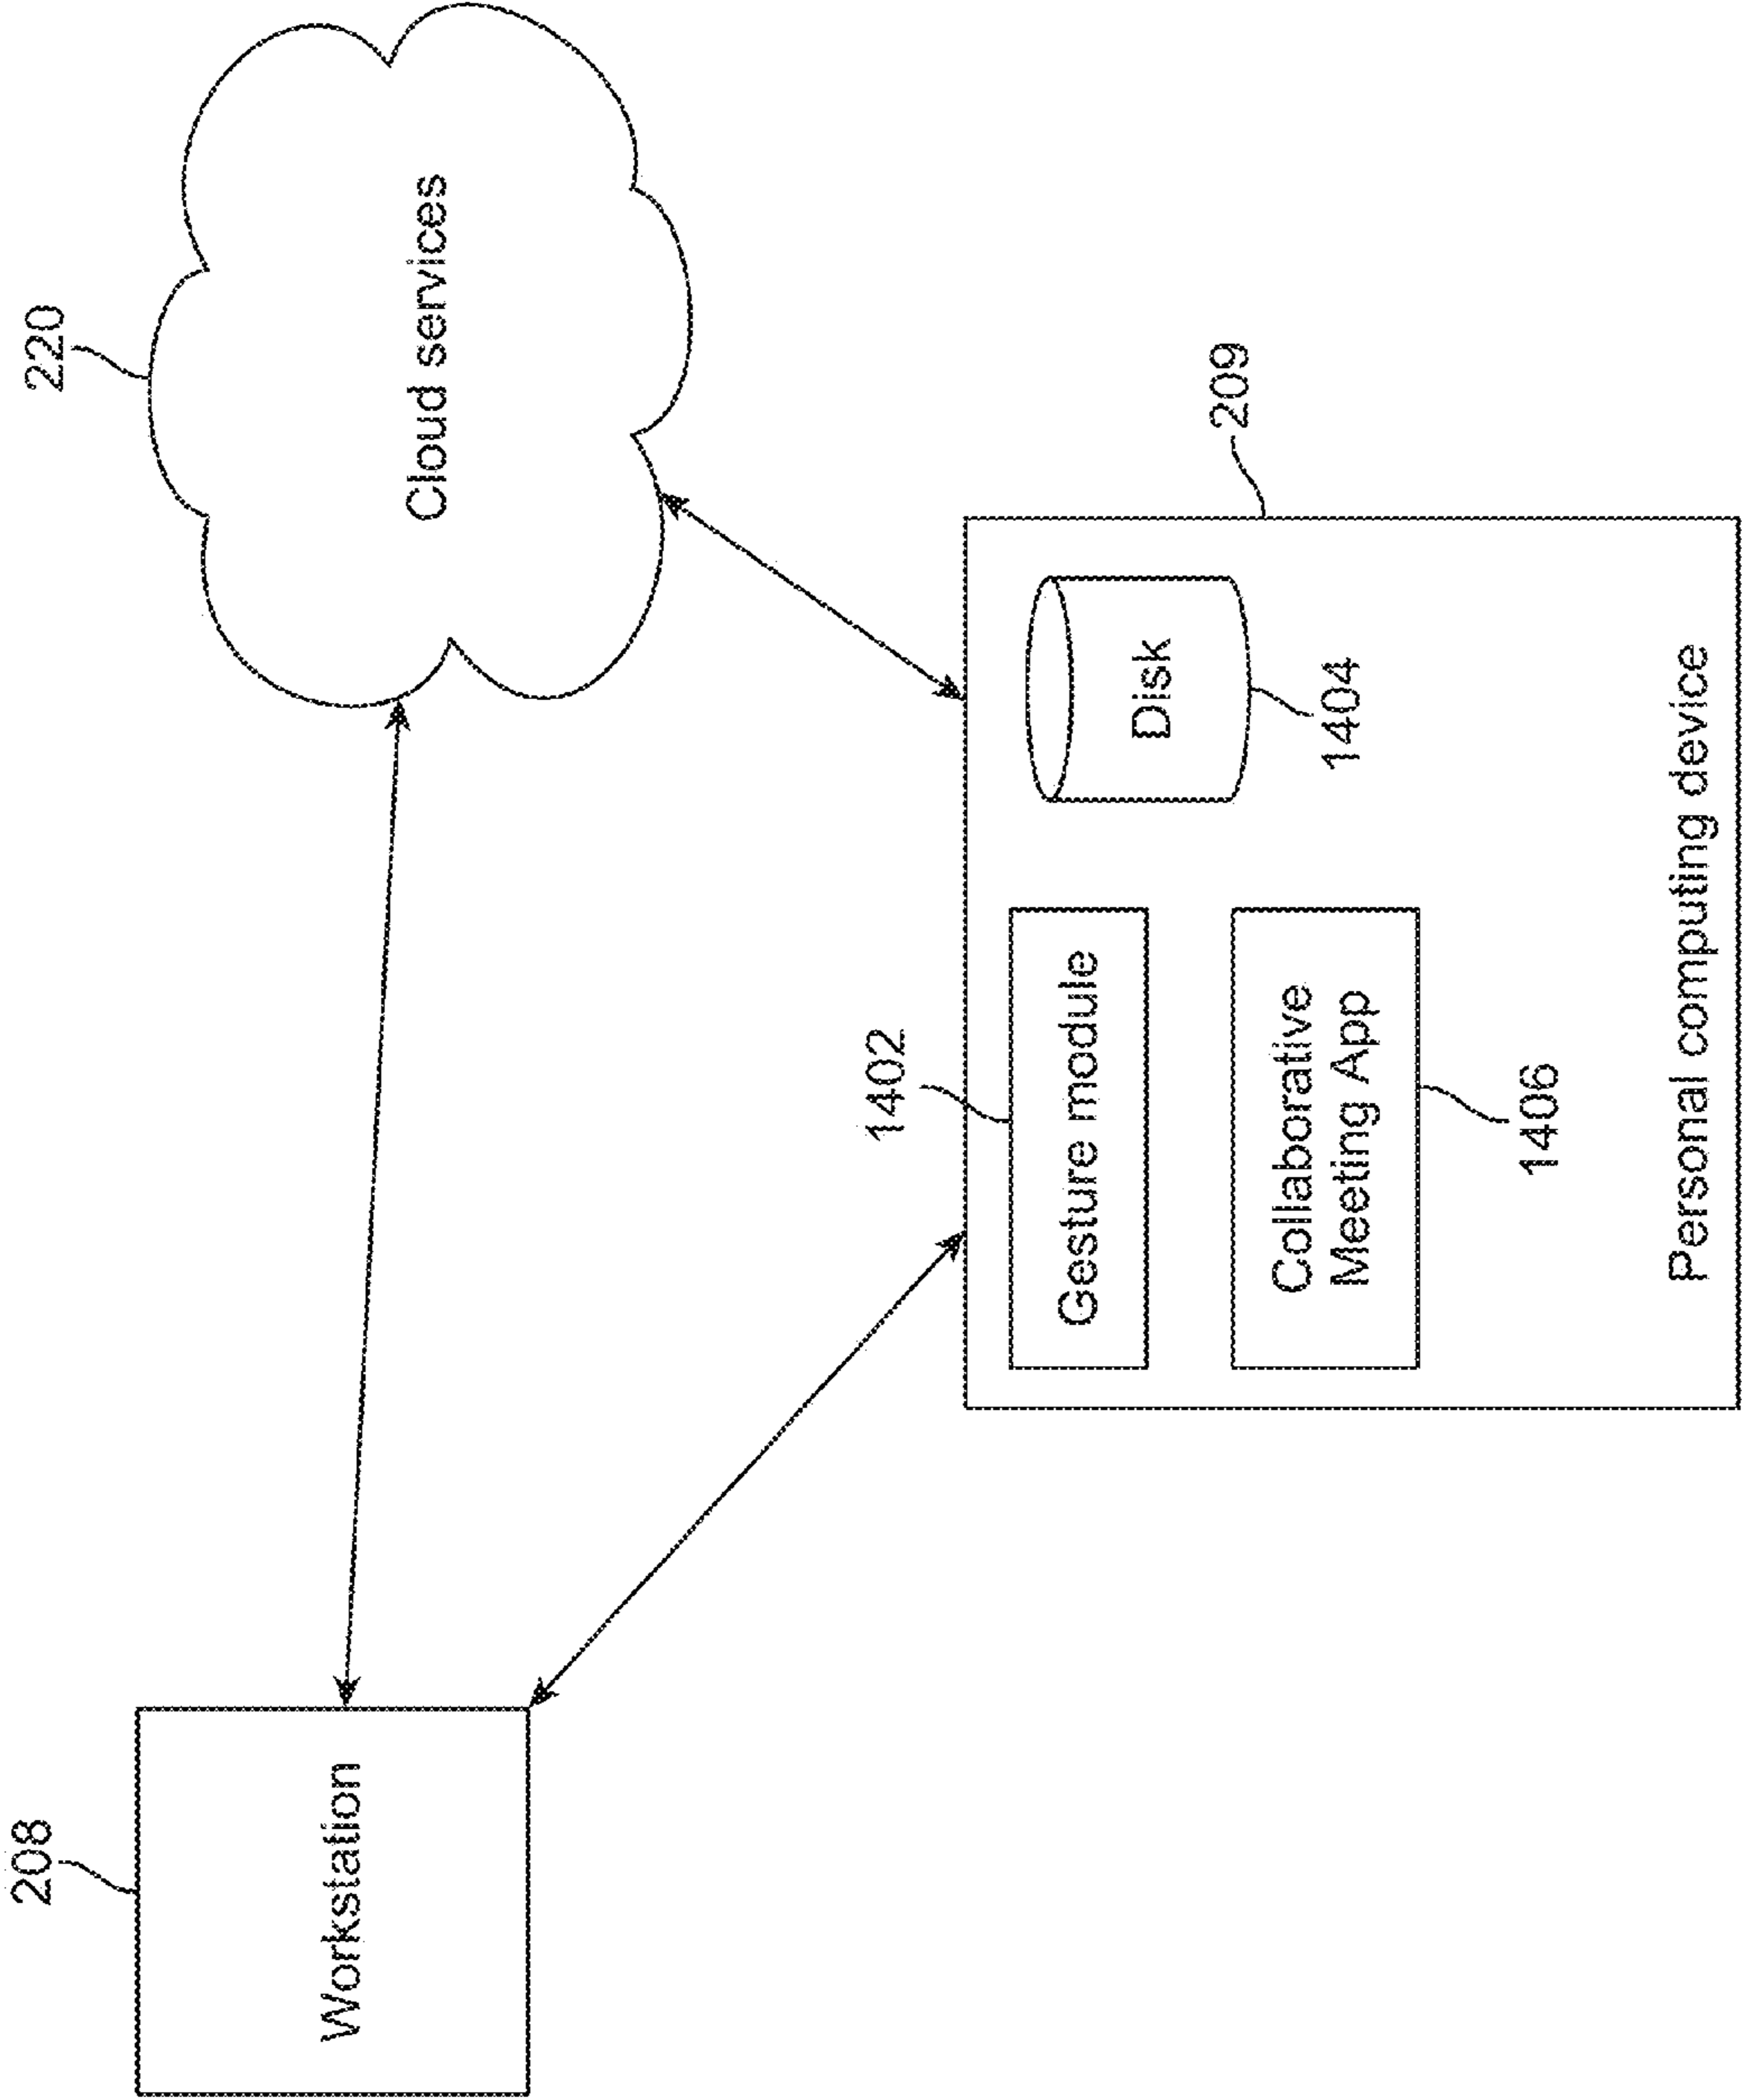 208
Workstation
220
Cloud services
209
1402
Gesture module
Disk
1404
Collaborative
Meeting App
1406
Personal computing device